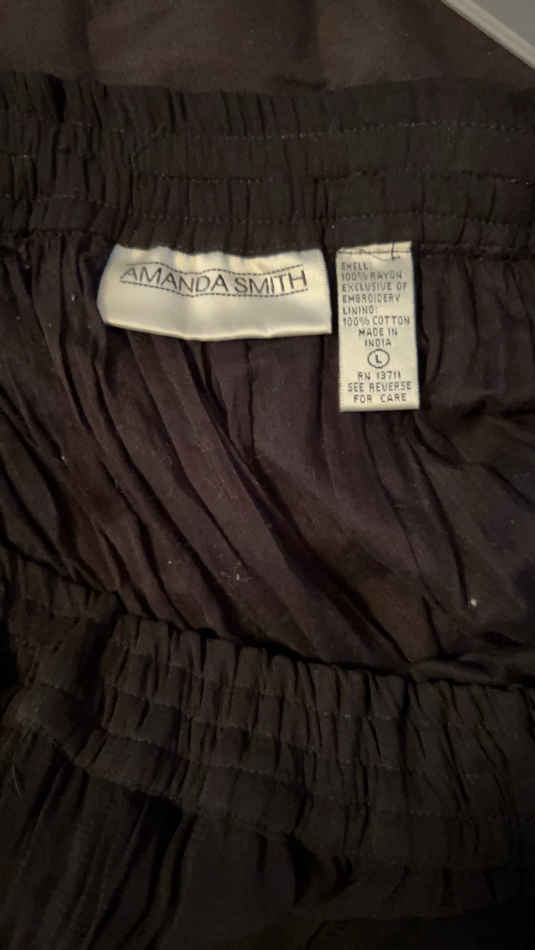 AMANDA SMITH
SHELL:
100% RAYON
EXCLUSIVE OF
EMBROIDERY
LINING:
100% COTTON
MADE IN
INDIA
L
RN 13711
SEE REVERSE
FOR CARE